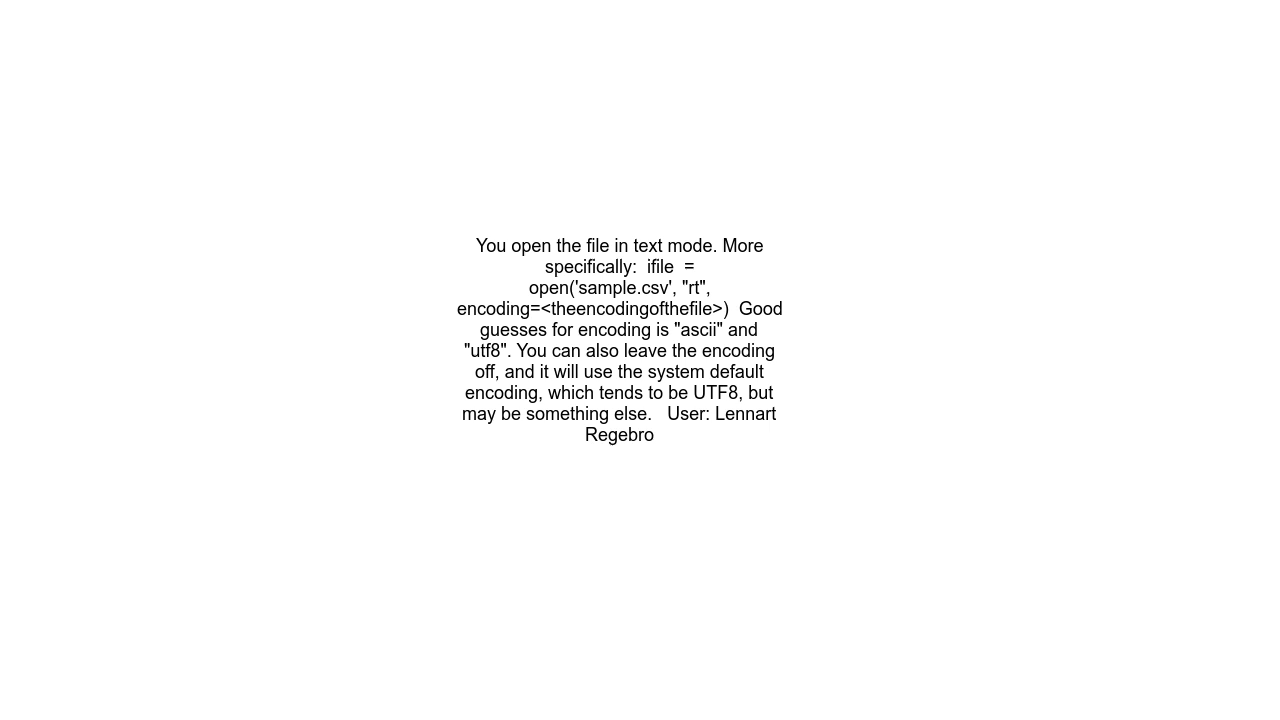 You open the file in text mode. More
specifically:  ifile  =
open('sample.csv', "rt",
encoding=<theencodingofthefile>)  Good
guesses for encoding is "ascii" and
"utf8". You can also leave the encoding
off, and it will use the system default
encoding, which tends to be UTF8, but
may be something else.   User: Lennart
Regebro